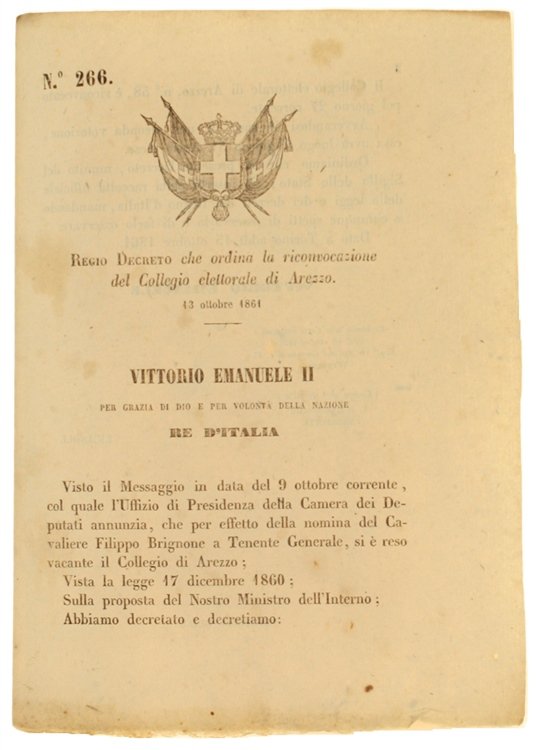 N.º 266.
REGIO DECRETO che ordina la riconvocazione
del Collegio elettorale di Arezzo.
13 ottobre 1861
VITTORIO EMANUELE II
PER GRAZIA DI DIO E PER VOLONTÀ DELLA NAZIONE
RE D'ITALIA
Visto il Messaggio in data del 9 ottobre corrente,
col quale l'Uffizio di Presidenza della Camera dei De-
putati annunzia, che per effetto della nomina del Ca-
valiere Filippo Brignone a Tenente Generale, si è reso
vacante il Collegio di Arezzo;
Vista la legge 17 dicembre 1860;
Sulla proposta del Nostro Ministro dell'Interno;
Abbiamo decretato e decretiamo: